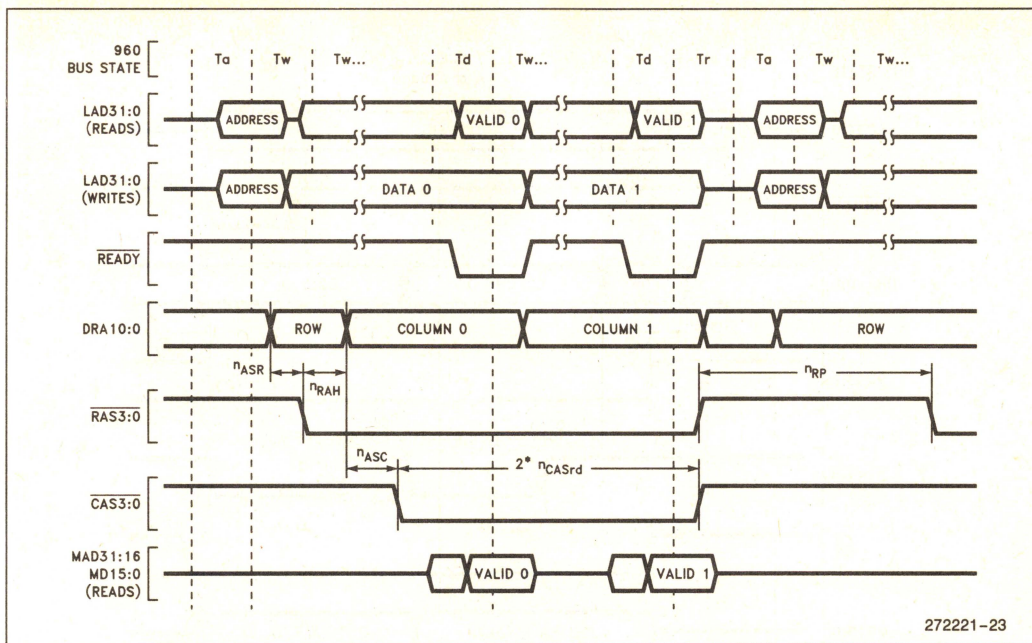 960
BUS STATE
Ta Tw Tw... Td Tw... Td Tr Ta Tw Tw...
LAD31:0
(READS)
ADDRESS VALID 0 VALID 1 ADDRESS
LAD31:0
(WRITES)
ADDRESS DATA 0 DATA 1 ADDRESS
READY
DRA10:0 ROW COLUMN 0 COLUMN 1 ROW
nASR nRAH nRP
RAS3:0
nASC 2* nCASrd
CAS3:0
MAD31:16
MD15:0
(READS)
VALID 0 VALID 1
272221-23